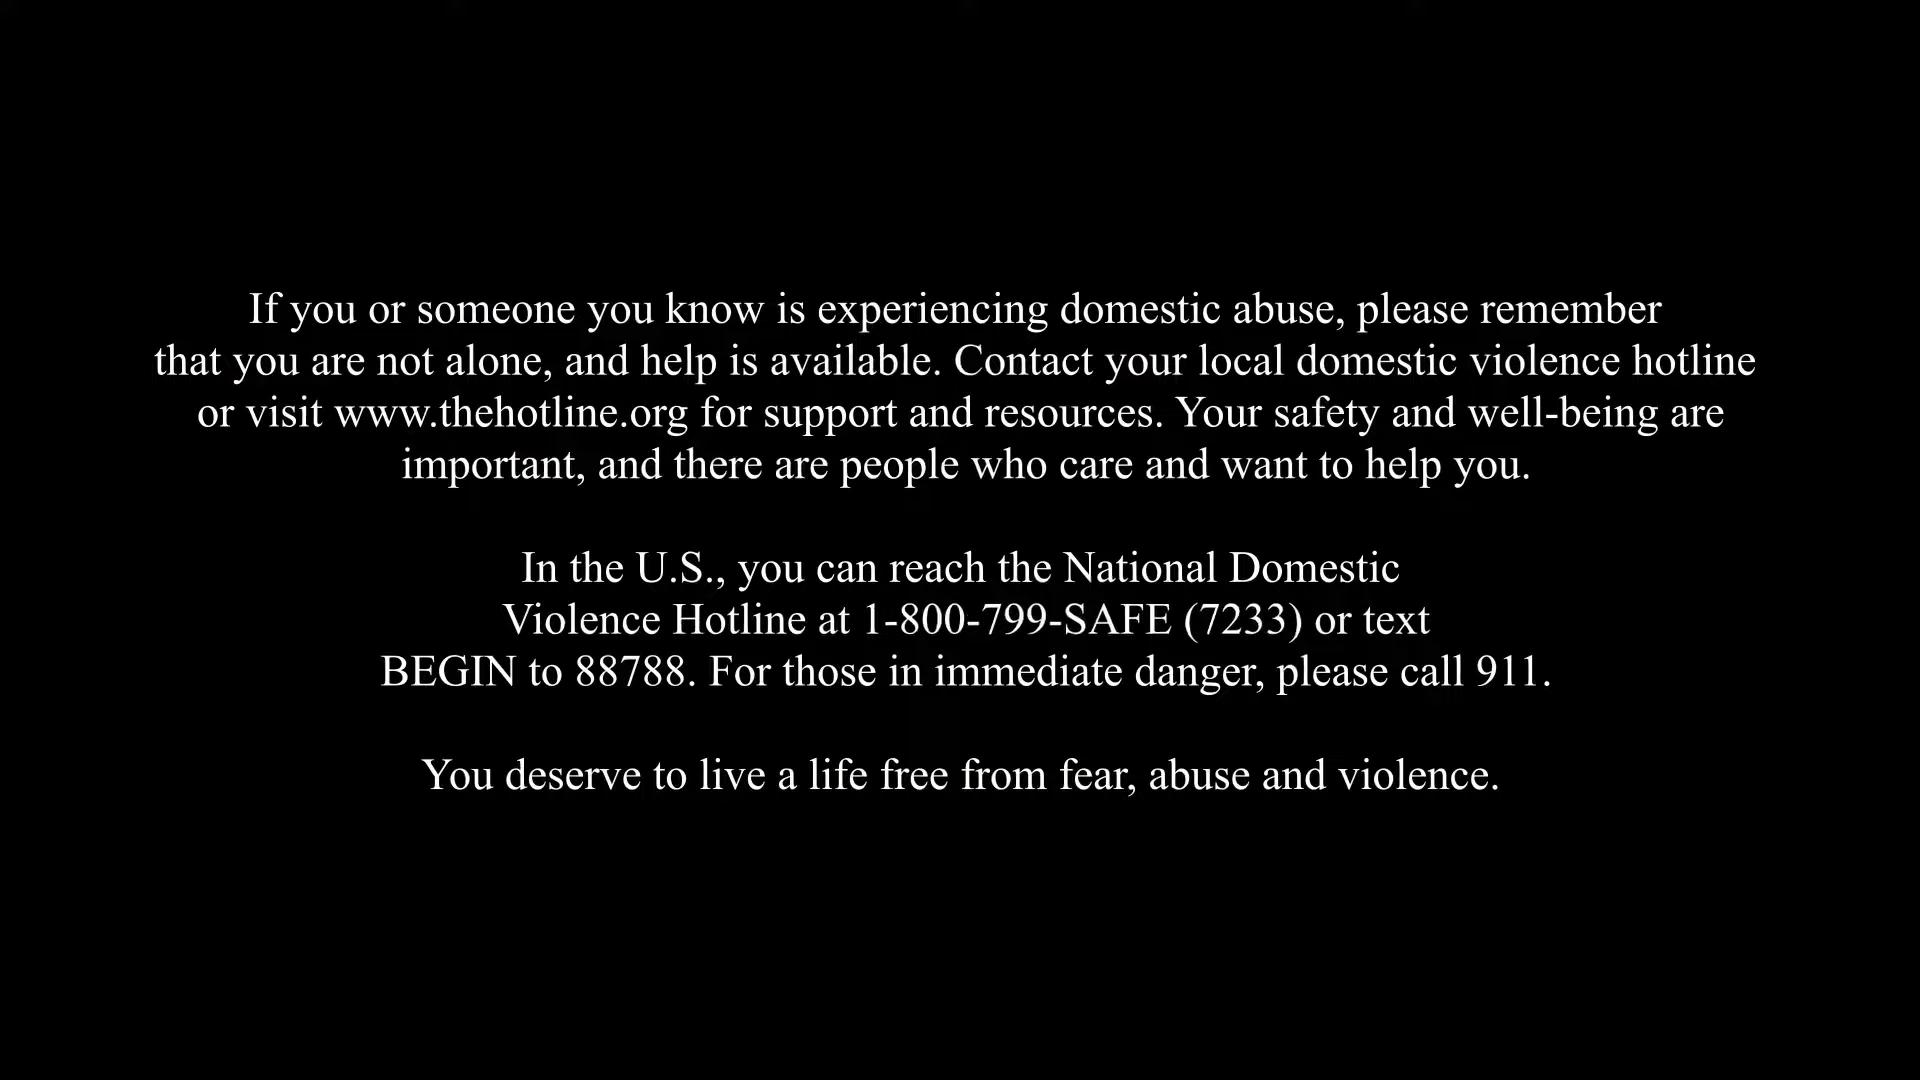 If you or someone you know is experiencing domestic abuse, please remember
that you are not alone, and help is available. Contact your local domestic violence hotline
or visit www.thehotline.org for support and resources. Your safety and well-being are
important, and there are people who care and want to help you.
In the U.S., you can reach the National Domestic
Violence Hotline at 1-800-799-SAFE (7233) or text
BEGIN to 88788. For those in immediate danger, please call 911.
You deserve to live a life free from fear, abuse and violence.